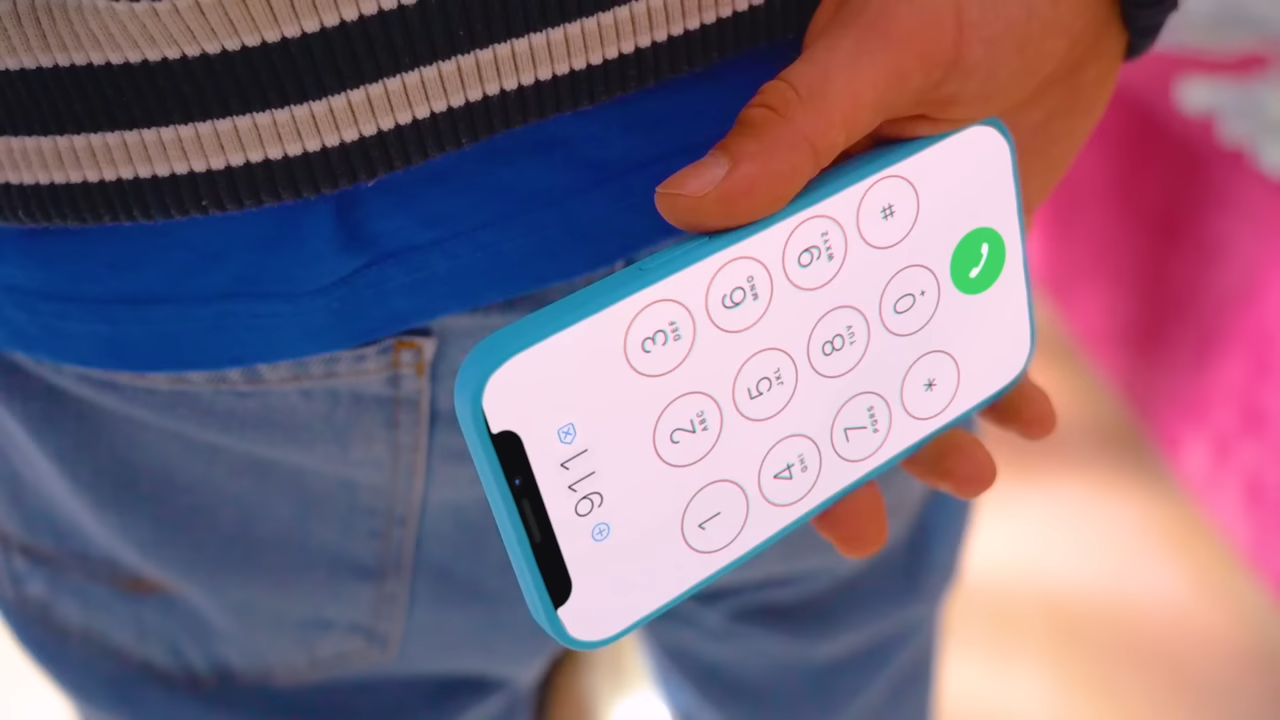 911
1 2 ABC 3 DEF
4 GHI 5 JKL 6 MNO
7 PQRS 8 TUV 9 WXYZ
* 0 + #